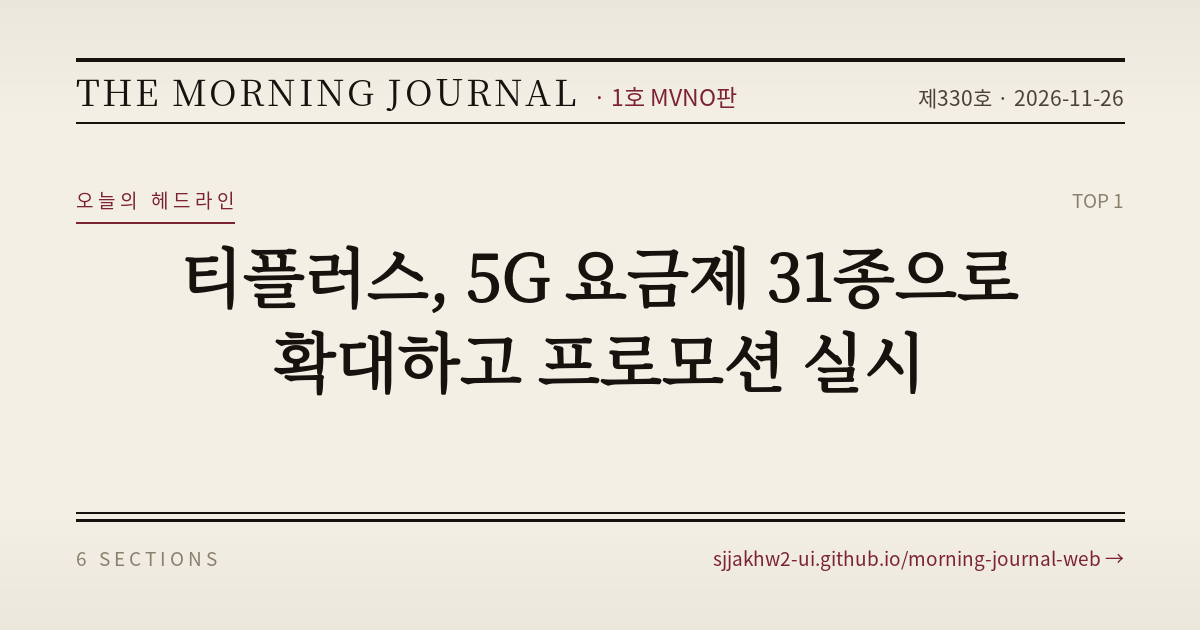 THE MORNING JOURNAL · 1호 MVNO판 제330호 · 2026-11-26
오늘의 헤드라인 TOP 1
티플러스, 5G 요금제 31종으로
확대하고 프로모션 실시
6 SECTIONS sjjakhw2-ui.github.io/morning-journal-web →